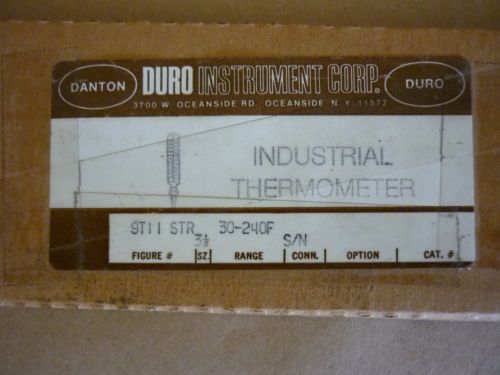 DANTON DURO INSTRUMENT CORP. DURO
3700 W OCEANSIDE RD OCEANSIDE N Y 11572
INDUSTRIAL
THERMOMETER
9T11 STR 3½ 30-240F S/N
FIGURE # SZ. RANGE CONN. OPTION CAT. #